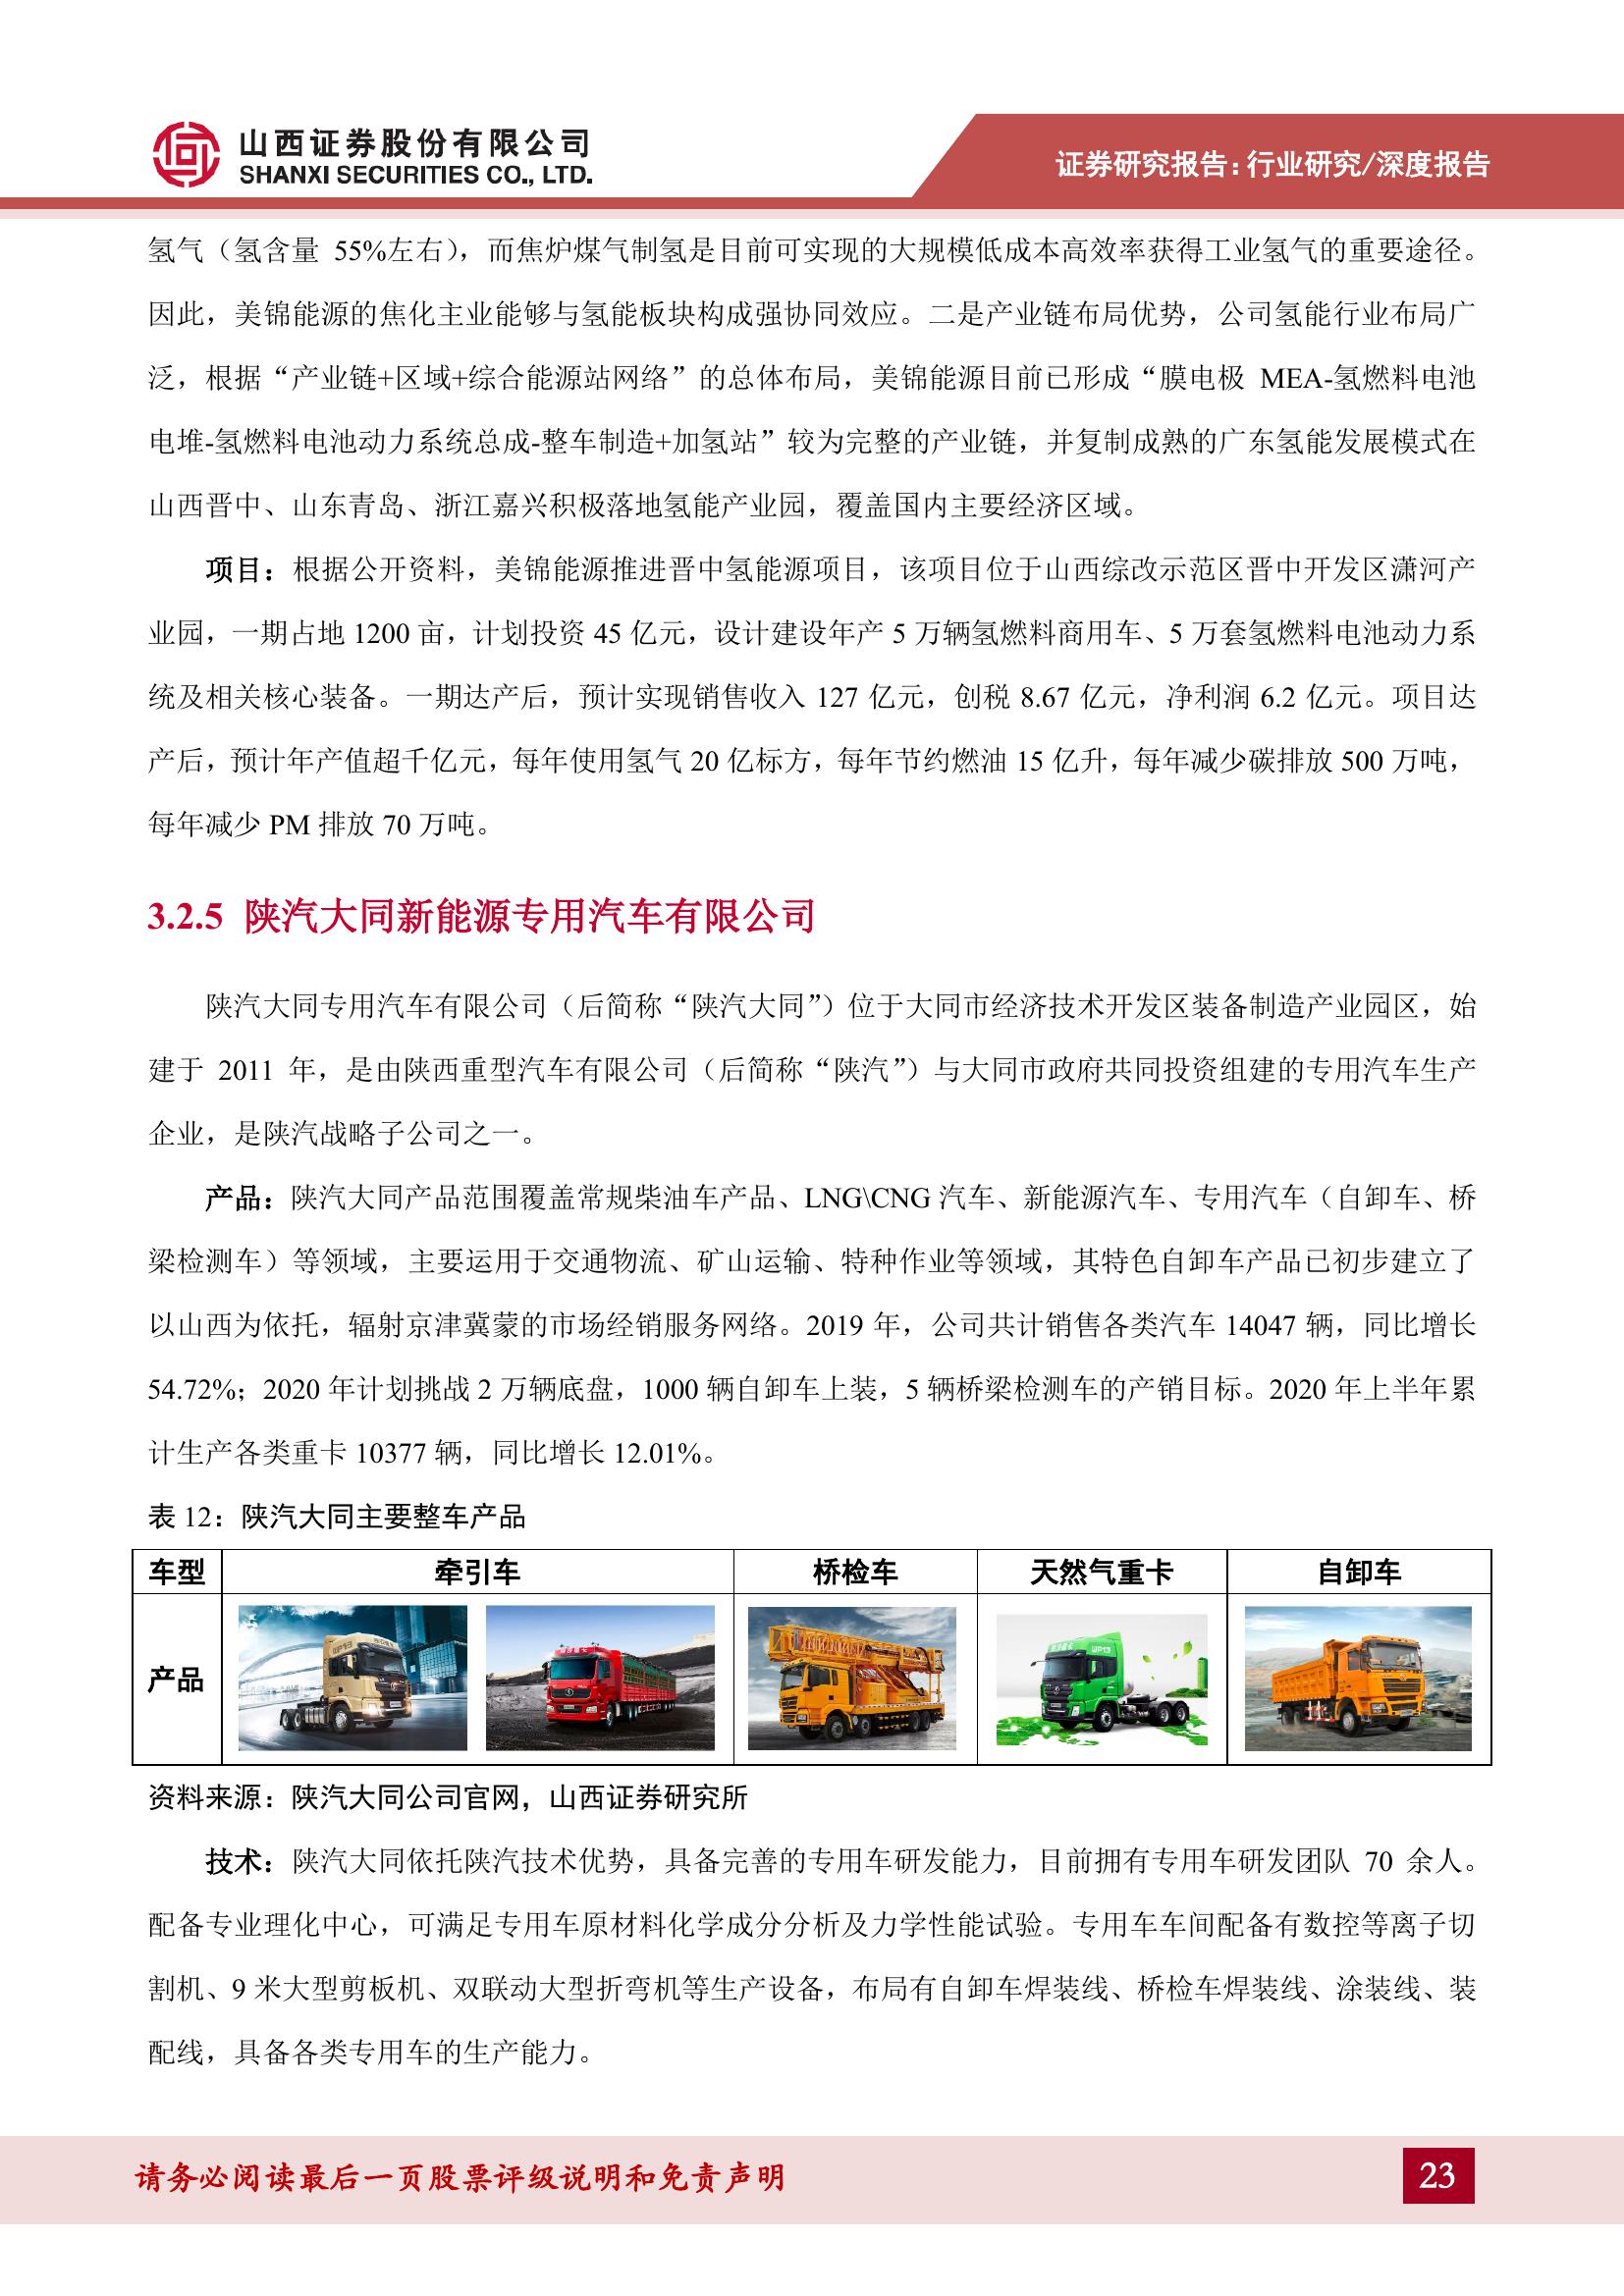 山西证券股份有限公司
SHANXI SECURITIES CO., LTD.
证券研究报告：行业研究/深度报告
氢气（氢含量 55%左右），而焦炉煤气制氢是目前可实现的大规模低成本高效率获得工业氢气的重要途径。
因此，美锦能源的焦化主业能够与氢能板块构成强协同效应。二是产业链布局优势，公司氢能行业布局广
泛，根据“产业链+区域+综合能源站网络”的总体布局，美锦能源目前已形成“膜电极 MEA-氢燃料电池
电堆-氢燃料电池动力系统总成-整车制造+加氢站”较为完整的产业链，并复制成熟的广东氢能发展模式在
山西晋中、山东青岛、浙江嘉兴积极落地氢能产业园，覆盖国内主要经济区域。
项目：根据公开资料，美锦能源推进晋中氢能源项目，该项目位于山西综改示范区晋中开发区潇河产
业园，一期占地 1200 亩，计划投资 45 亿元，设计建设年产 5 万辆氢燃料商用车、5 万套氢燃料电池动力系
统及相关核心装备。一期达产后，预计实现销售收入 127 亿元，创税 8.67 亿元，净利润 6.2 亿元。项目达
产后，预计年产值超千亿元，每年使用氢气 20 亿标方，每年节约燃油 15 亿升，每年减少碳排放 500 万吨，
每年减少 PM 排放 70 万吨。
3.2.5 陕汽大同新能源专用汽车有限公司
陕汽大同专用汽车有限公司（后简称“陕汽大同”）位于大同市经济技术开发区装备制造产业园区，始
建于 2011 年，是由陕西重型汽车有限公司（后简称“陕汽”）与大同市政府共同投资组建的专用汽车生产
企业，是陕汽战略子公司之一。
产品：陕汽大同产品范围覆盖常规柴油车产品、LNG\CNG 汽车、新能源汽车、专用汽车（自卸车、桥
梁检测车）等领域，主要运用于交通物流、矿山运输、特种作业等领域，其特色自卸车产品已初步建立了
以山西为依托，辐射京津冀蒙的市场经销服务网络。2019 年，公司共计销售各类汽车 14047 辆，同比增长
54.72%；2020 年计划挑战 2 万辆底盘，1000 辆自卸车上装，5 辆桥梁检测车的产销目标。2020 年上半年累
计生产各类重卡 10377 辆，同比增长 12.01%。
表 12：陕汽大同主要整车产品
车型 牵引车 桥检车 天然气重卡 自卸车
产品
资料来源：陕汽大同公司官网，山西证券研究所
技术：陕汽大同依托陕汽技术优势，具备完善的专用车研发能力，目前拥有专用车研发团队 70 余人。
配备专业理化中心，可满足专用车原材料化学成分分析及力学性能试验。专用车车间配备有数控等离子切
割机、9 米大型剪板机、双联动大型折弯机等生产设备，布局有自卸车焊装线、桥检车焊装线、涂装线、装
配线，具备各类专用车的生产能力。
请务必阅读最后一页股票评级说明和免责声明
23